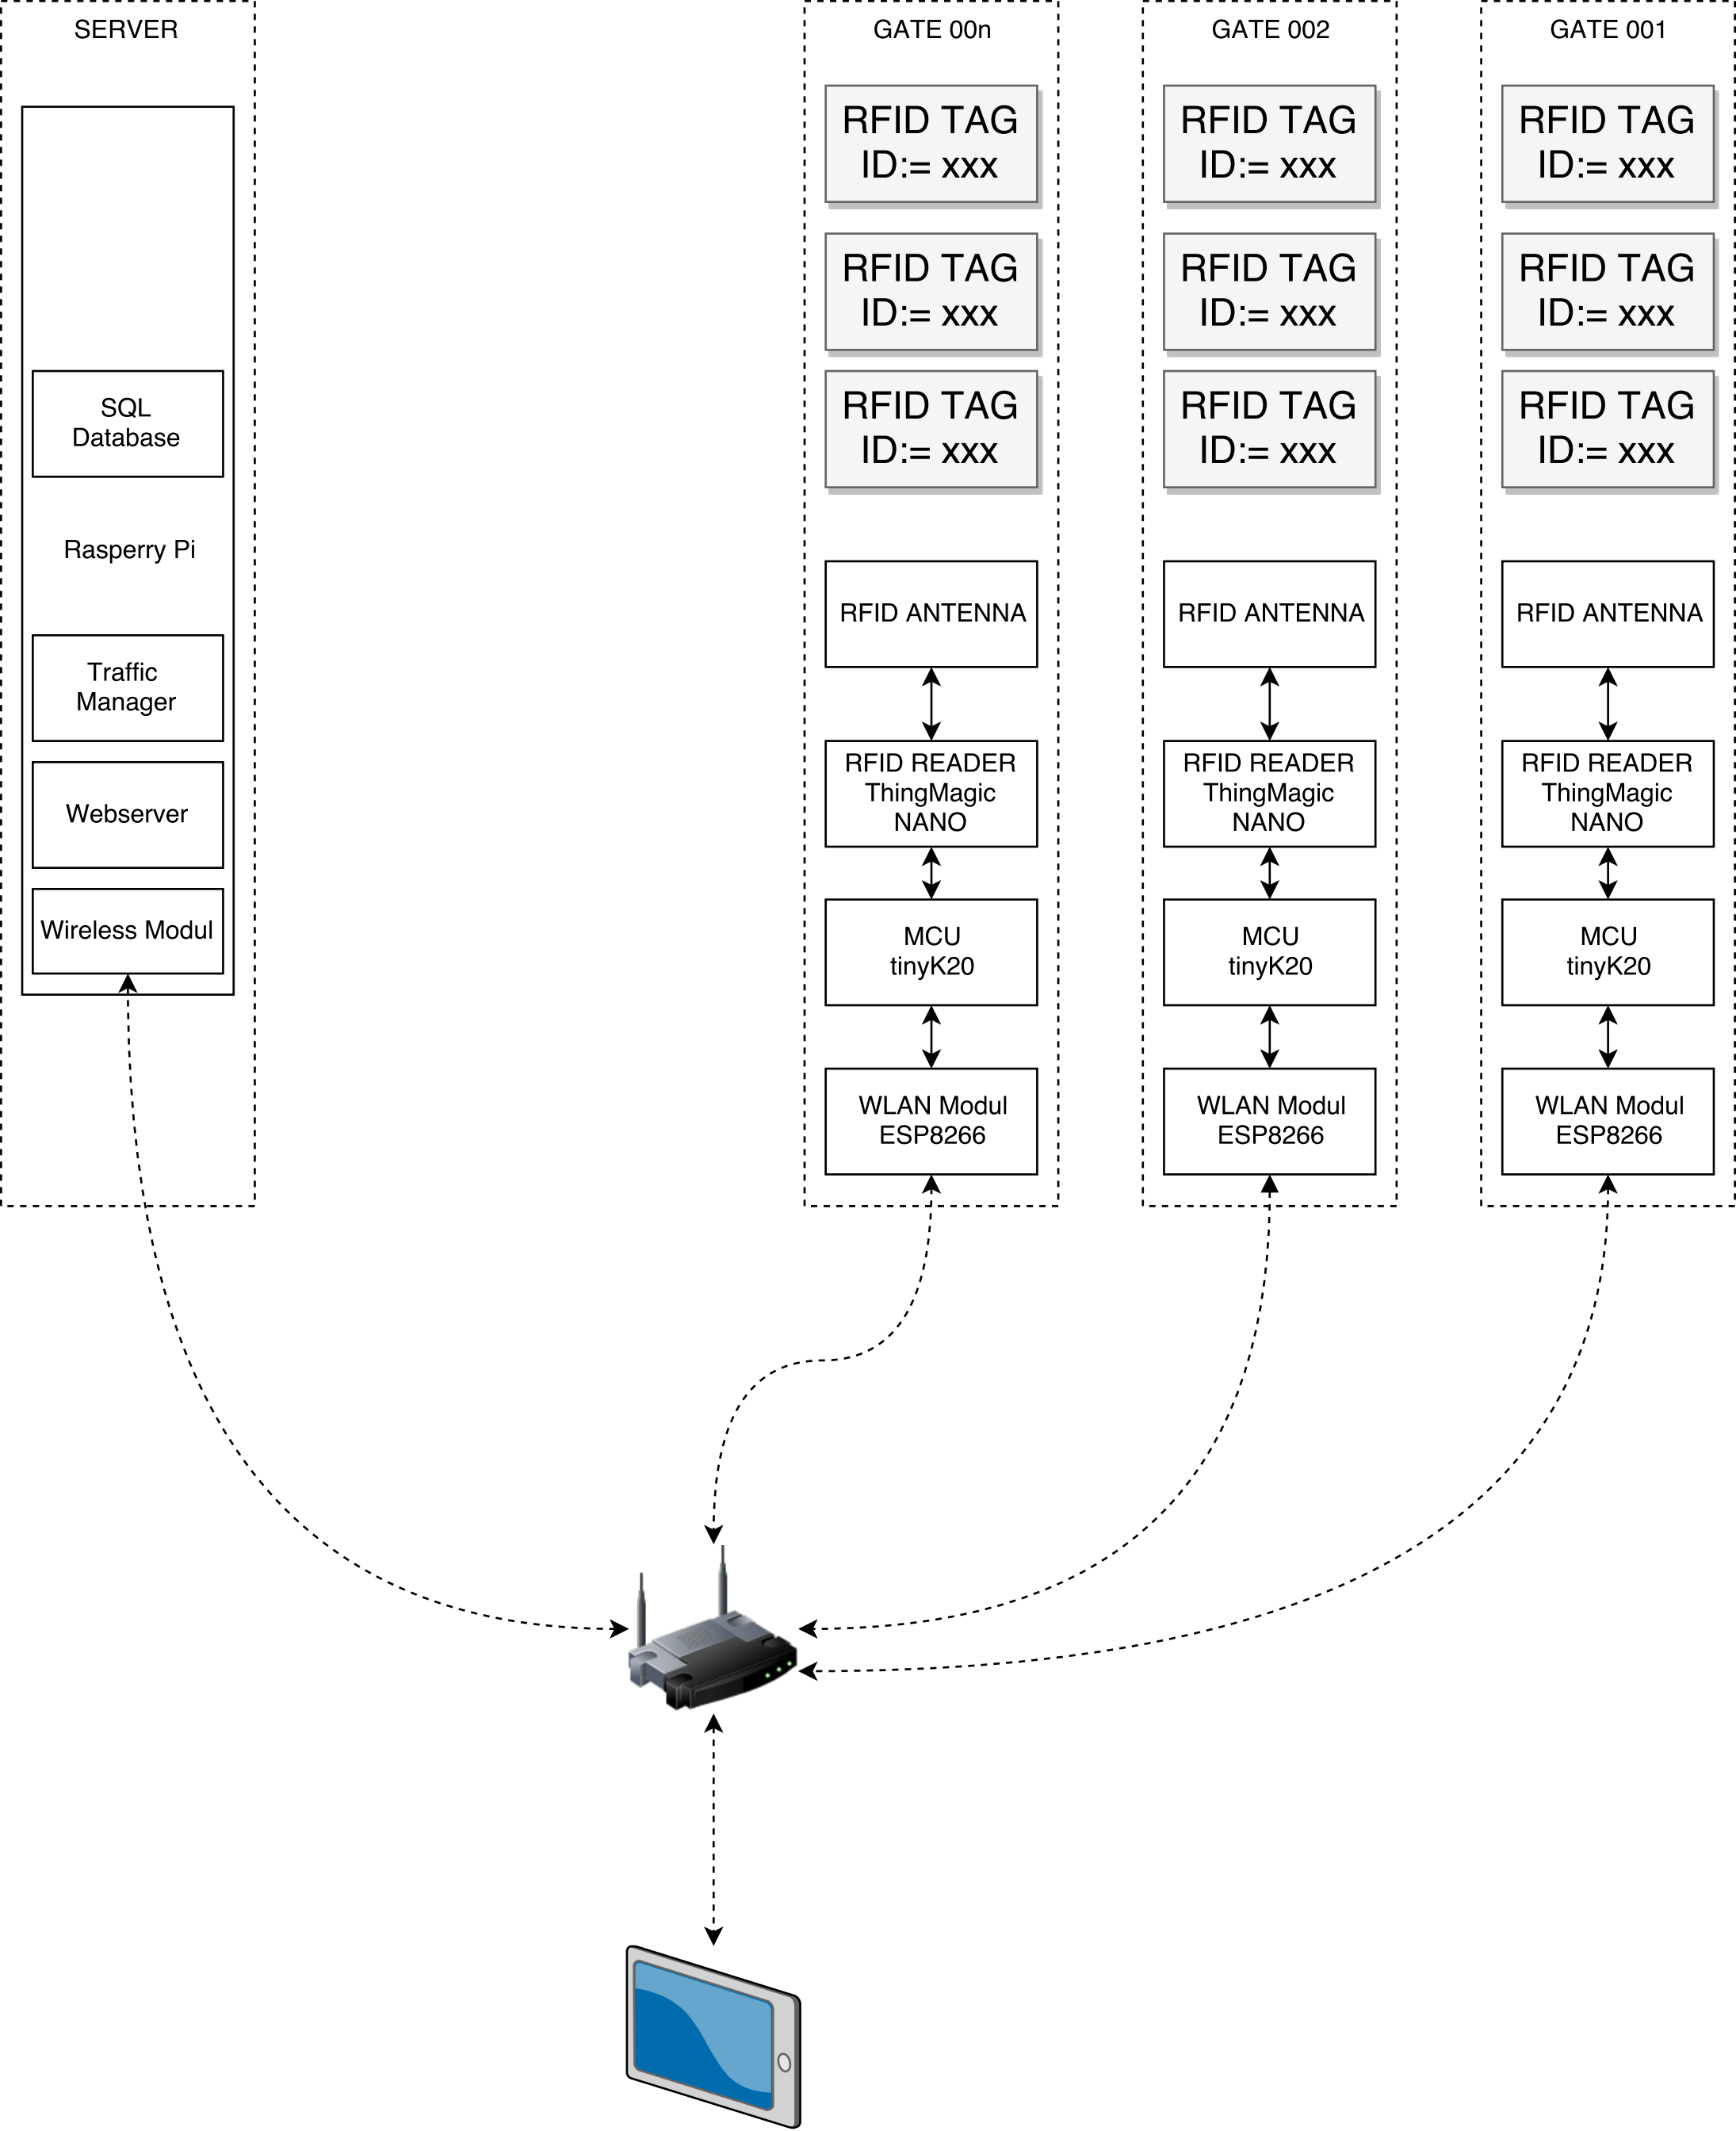 SERVER
SQL
Database
Rasperry Pi
Traffic
Manager
Webserver
Wireless Modul
GATE 00n
RFID TAG
ID:= xxx
RFID TAG
ID:= xxx
RFID TAG
ID:= xxx
RFID ANTENNA
RFID READER
ThingMagic
NANO
MCU
tinyK20
WLAN Modul
ESP8266
GATE 002
RFID TAG
ID:= xxx
RFID TAG
ID:= xxx
RFID TAG
ID:= xxx
RFID ANTENNA
RFID READER
ThingMagic
NANO
MCU
tinyK20
WLAN Modul
ESP8266
GATE 001
RFID TAG
ID:= xxx
RFID TAG
ID:= xxx
RFID TAG
ID:= xxx
RFID ANTENNA
RFID READER
ThingMagic
NANO
MCU
tinyK20
WLAN Modul
ESP8266